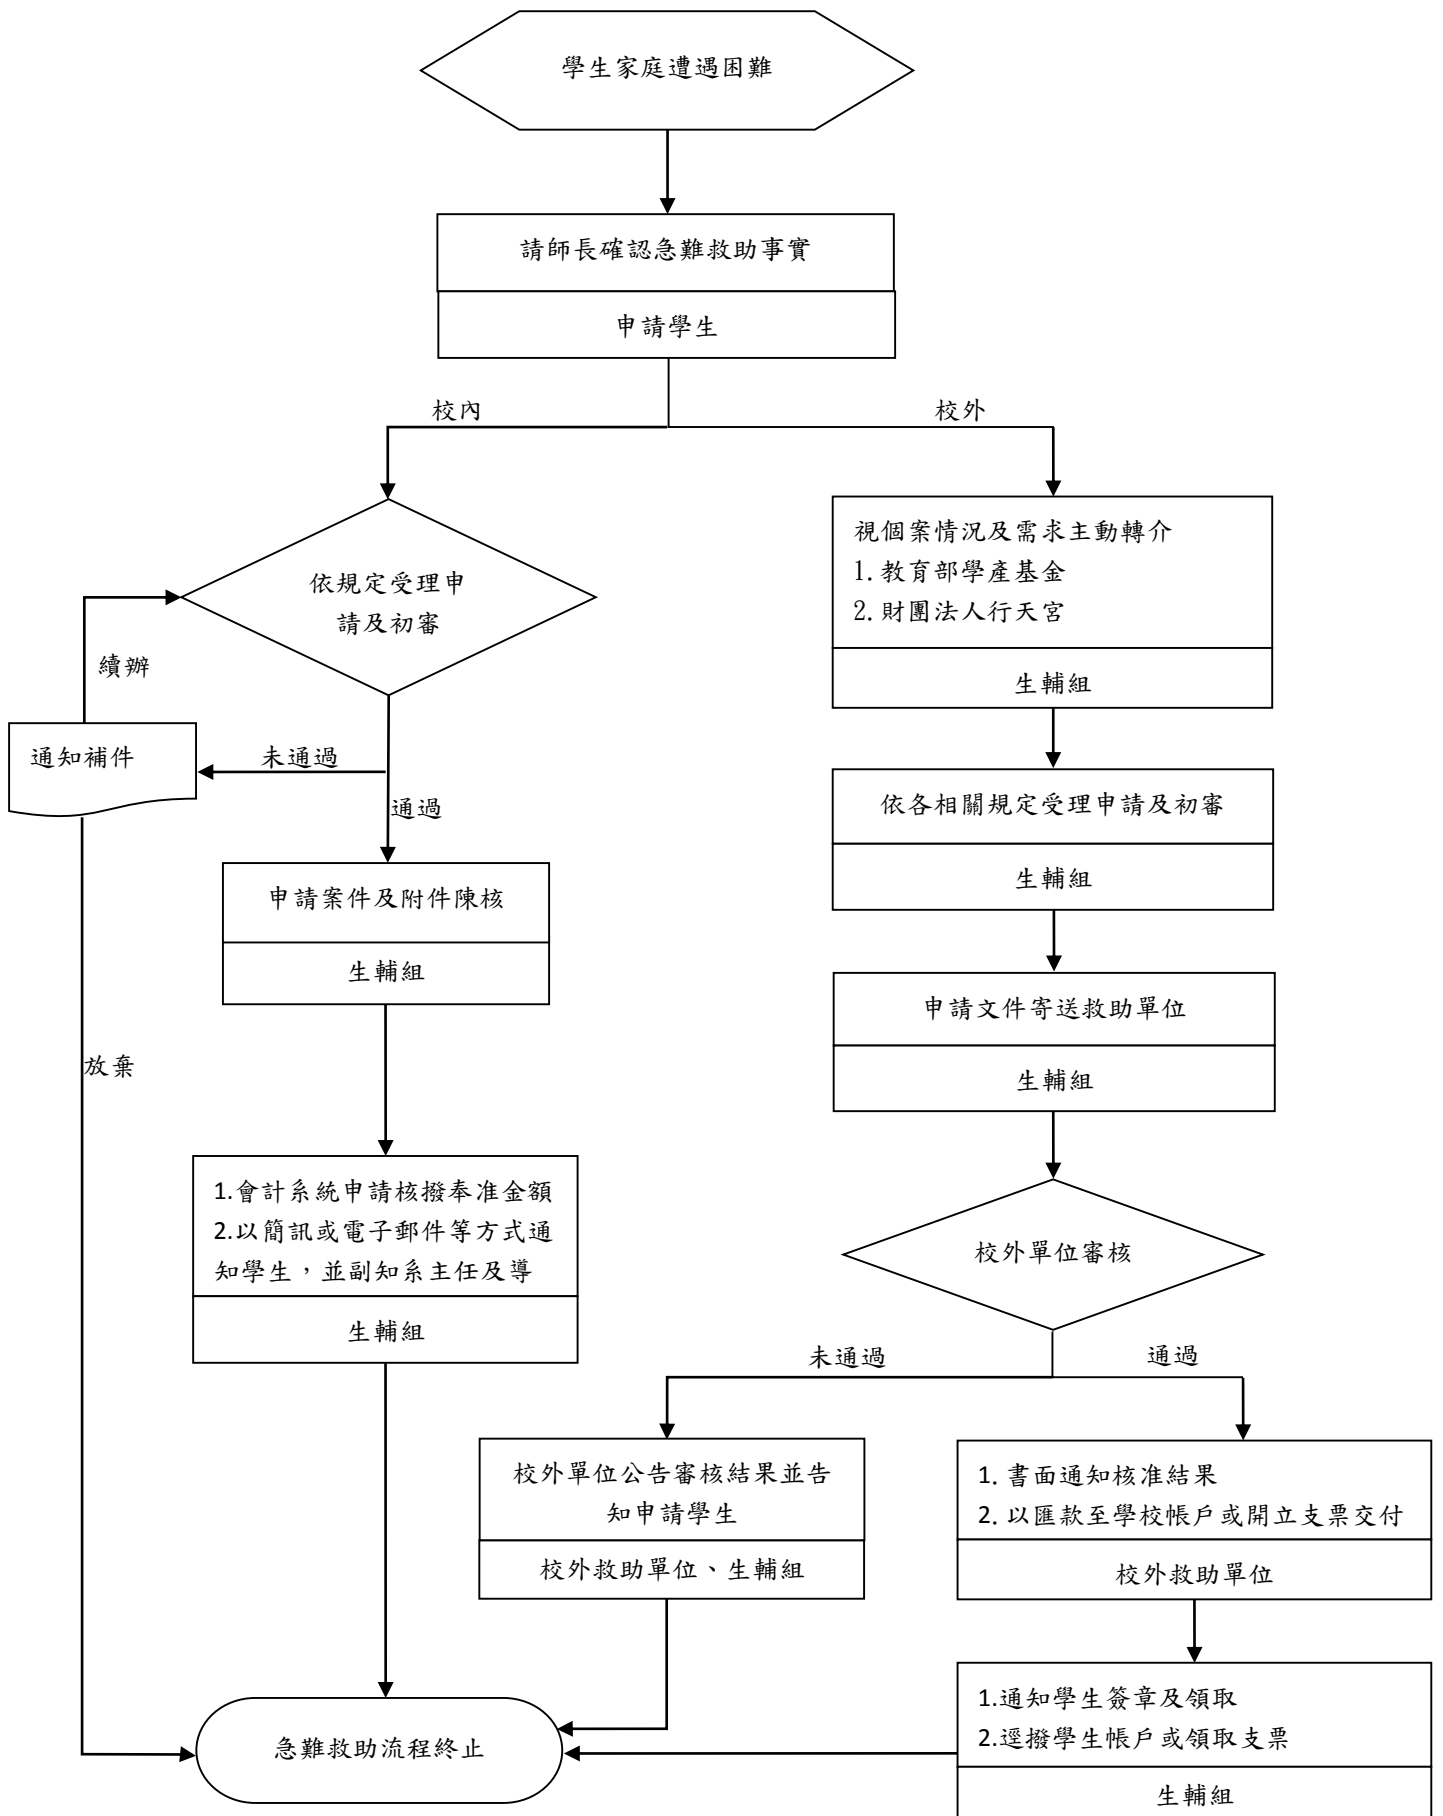 學生家庭遭遇困難
請師長確認急難救助事實
申請學生
校內
校外
依規定受理申
請及初審
視個案情況及需求主動轉介
1. 教育部學產基金
2. 財團法人行天宮
生輔組
續辦
通知補件
未通過
通過
依各相關規定受理申請及初審
生輔組
申請案件及附件陳核
生輔組
申請文件寄送救助單位
生輔組
放棄
1.會計系統申請核撥奉准金額
2.以簡訊或電子郵件等方式通
知學生，並副知系主任及導
生輔組
校外單位審核
未通過
通過
校外單位公告審核結果並告
知申請學生
校外救助單位、生輔組
1. 書面通知核准結果
2. 以匯款至學校帳戶或開立支票交付
校外救助單位
1.通知學生簽章及領取
2.逕撥學生帳戶或領取支票
生輔組
急難救助流程終止